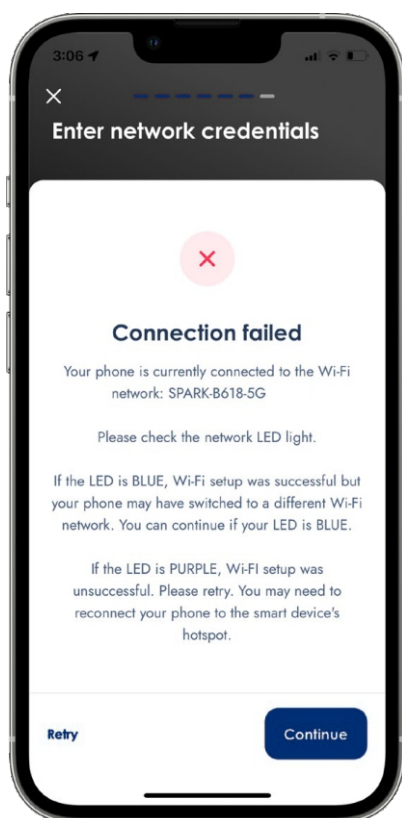 3:06
Enter network credentials
Connection failed
Your phone is currently connected to the Wi-Fi
network: SPARK-B618-5G
Please check the network LED light.
If the LED is BLUE, Wi-Fi setup was successful but
your phone may have switched to a different Wi-Fi
network. You can continue if your LED is BLUE.
If the LED is PURPLE, Wi-FI setup was
unsuccessful. Please retry. You may need to
reconnect your phone to the smart device's
hotspot.
Retry
Continue